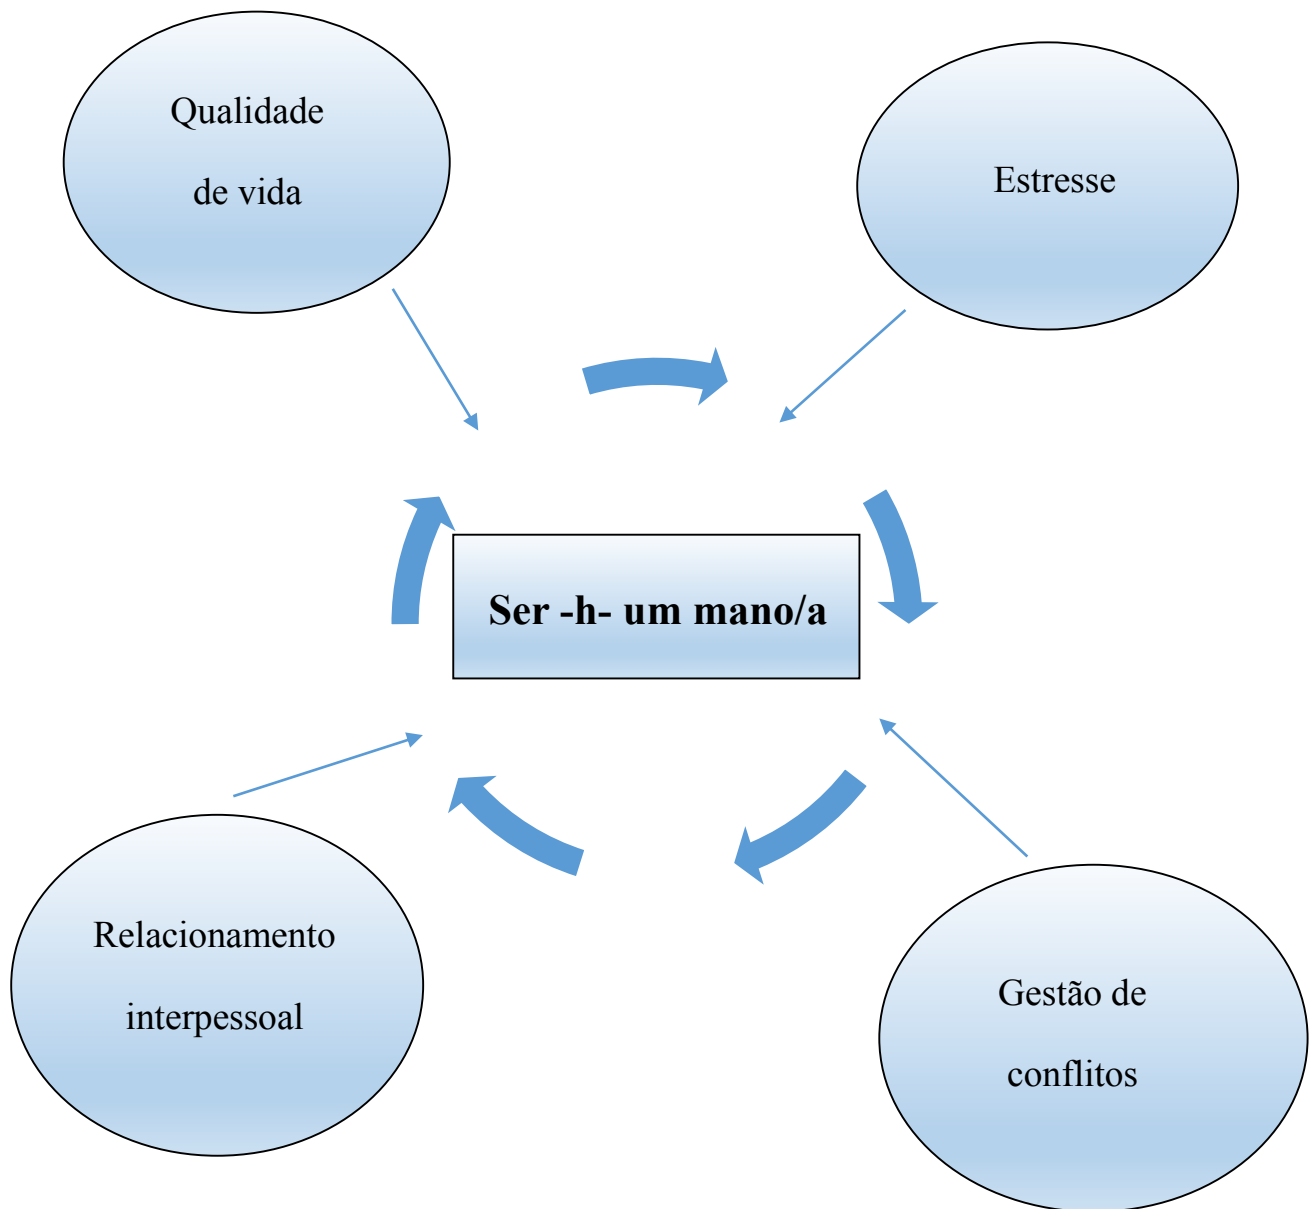 Qualidade
de vida
Estresse
Ser -h- um mano/a
Relacionamento
interpessoal
Gestão de
conflitos